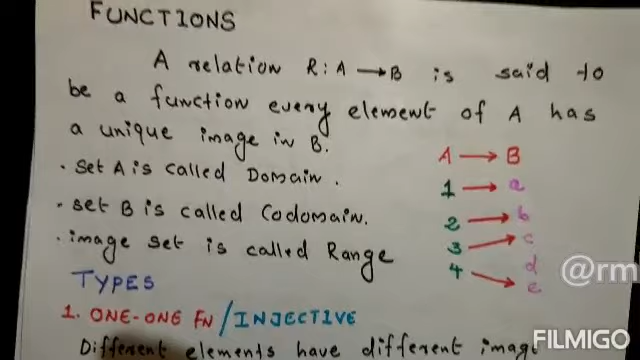 FUNCTIONS
A relation R: A → B is said to
be a function every element of A has
a unique image in B.
. Set A is called Domain.
. Set B is called Codomain.
. image set is called Range
A → B
1 → a
2 → b
3 → c
d
4 → e
TYPES
1. ONE-ONE FN / INJECTIVE
Different elements have different image
@rm
FILMIGO